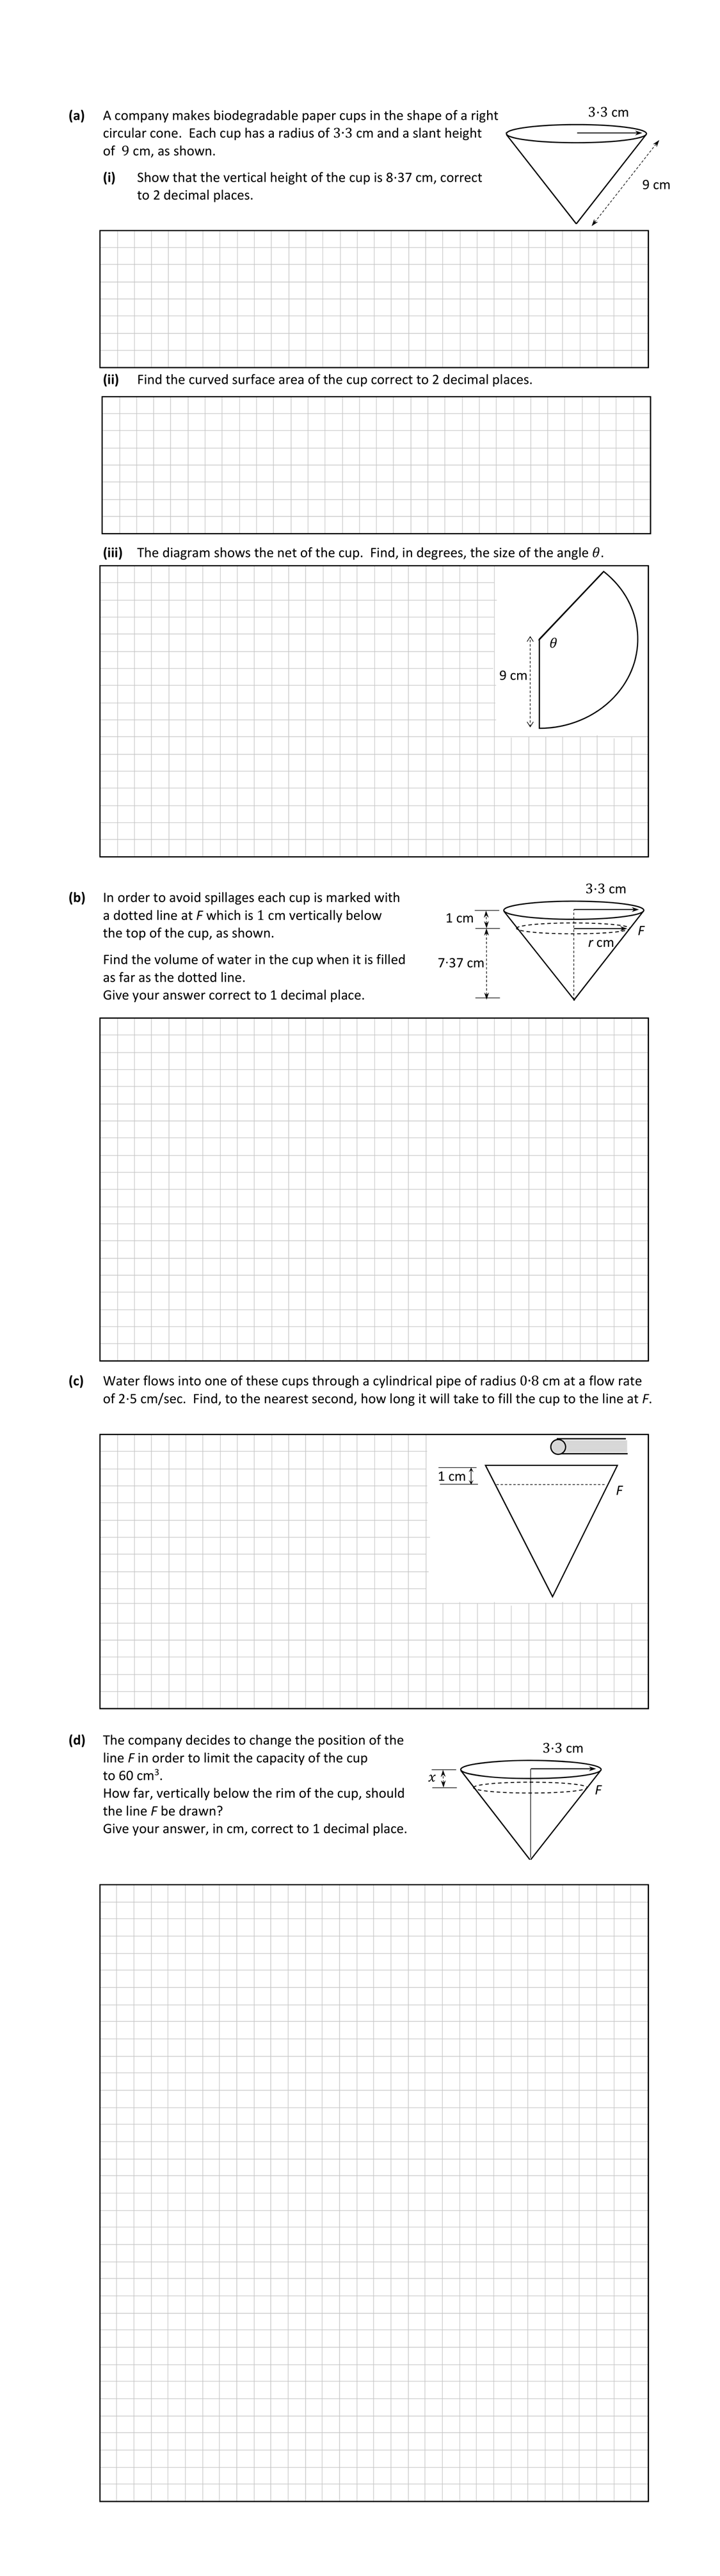 (a) A company makes biodegradable paper cups in the shape of a right
circular cone. Each cup has a radius of 3·3 cm and a slant height
of 9 cm, as shown.
3·3 cm
9 cm
(i) Show that the vertical height of the cup is 8·37 cm, correct
to 2 decimal places.
(ii) Find the curved surface area of the cup correct to 2 decimal places.
(iii) The diagram shows the net of the cup. Find, in degrees, the size of the angle θ.
θ
9 cm
(b) In order to avoid spillages each cup is marked with
a dotted line at F which is 1 cm vertically below
the top of the cup, as shown.
Find the volume of water in the cup when it is filled
as far as the dotted line.
Give your answer correct to 1 decimal place.
3·3 cm
1 cm
F
r cm
7·37 cm
(c) Water flows into one of these cups through a cylindrical pipe of radius 0·8 cm at a flow rate
of 2·5 cm/sec. Find, to the nearest second, how long it will take to fill the cup to the line at F.
1 cm
F
(d) The company decides to change the position of the
line F in order to limit the capacity of the cup
to 60 cm³.
How far, vertically below the rim of the cup, should
the line F be drawn?
Give your answer, in cm, correct to 1 decimal place.
3·3 cm
x
F